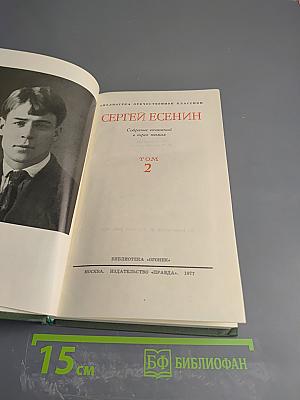 БИБЛИОТЕКА ОТЕЧЕСТВЕННОЙ КЛАССИКИ
СЕРГЕЙ ЕСЕНИН
Собрание сочинений
в трех томах
ТОМ
2
БИБЛИОТЕКА «ОГОНЕК»
МОСКВА. ИЗДАТЕЛЬСТВО «ПРАВДА». 1977
15 см
БФ БИБЛИОФАН